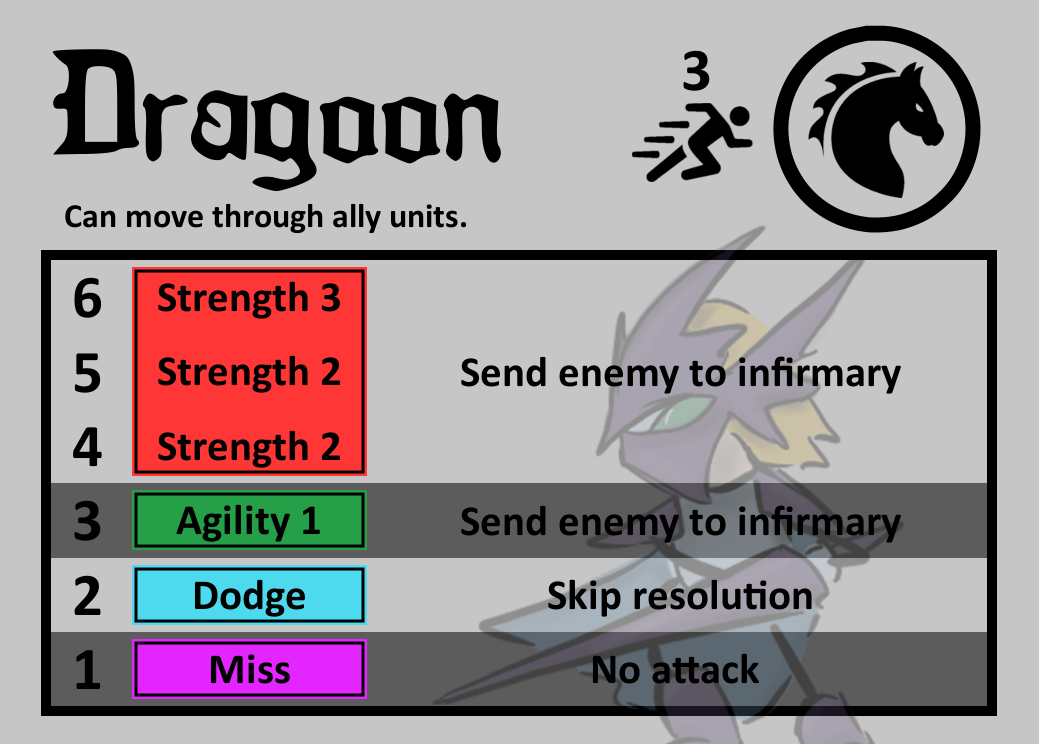 Dragoon
3
Can move through ally units.
6 Strength 3
5 Strength 2 Send enemy to infirmary
4 Strength 2
3 Agility 1 Send enemy to infirmary
2 Dodge Skip resolution
1 Miss No attack